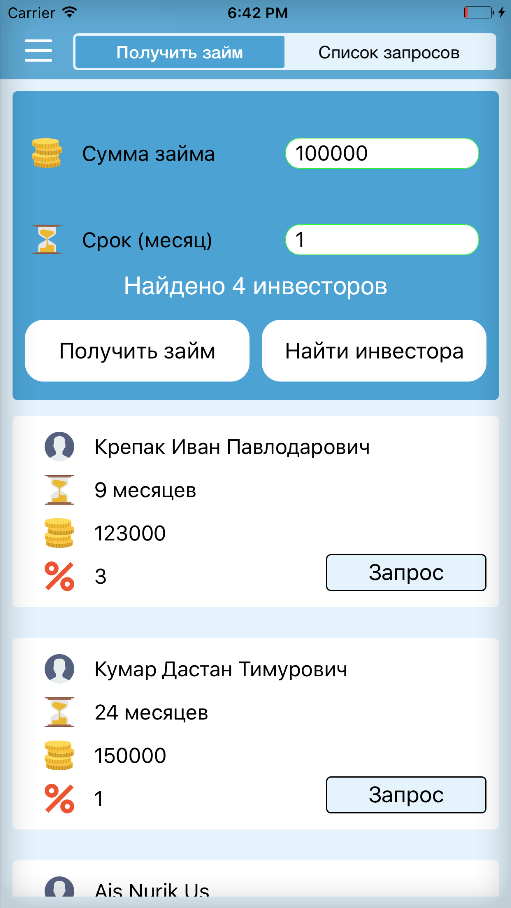 Carrier 6:42 PM
Получить займ Список запросов
Сумма займа 100000
Срок (месяц) 1
Найдено 4 инвесторов
Получить займ Найти инвестора
Крепак Иван Павлодарович
9 месяцев
123000
3 Запрос
Кумар Дастан Тимурович
24 месяцев
150000
1 Запрос
Ais Nurik Us